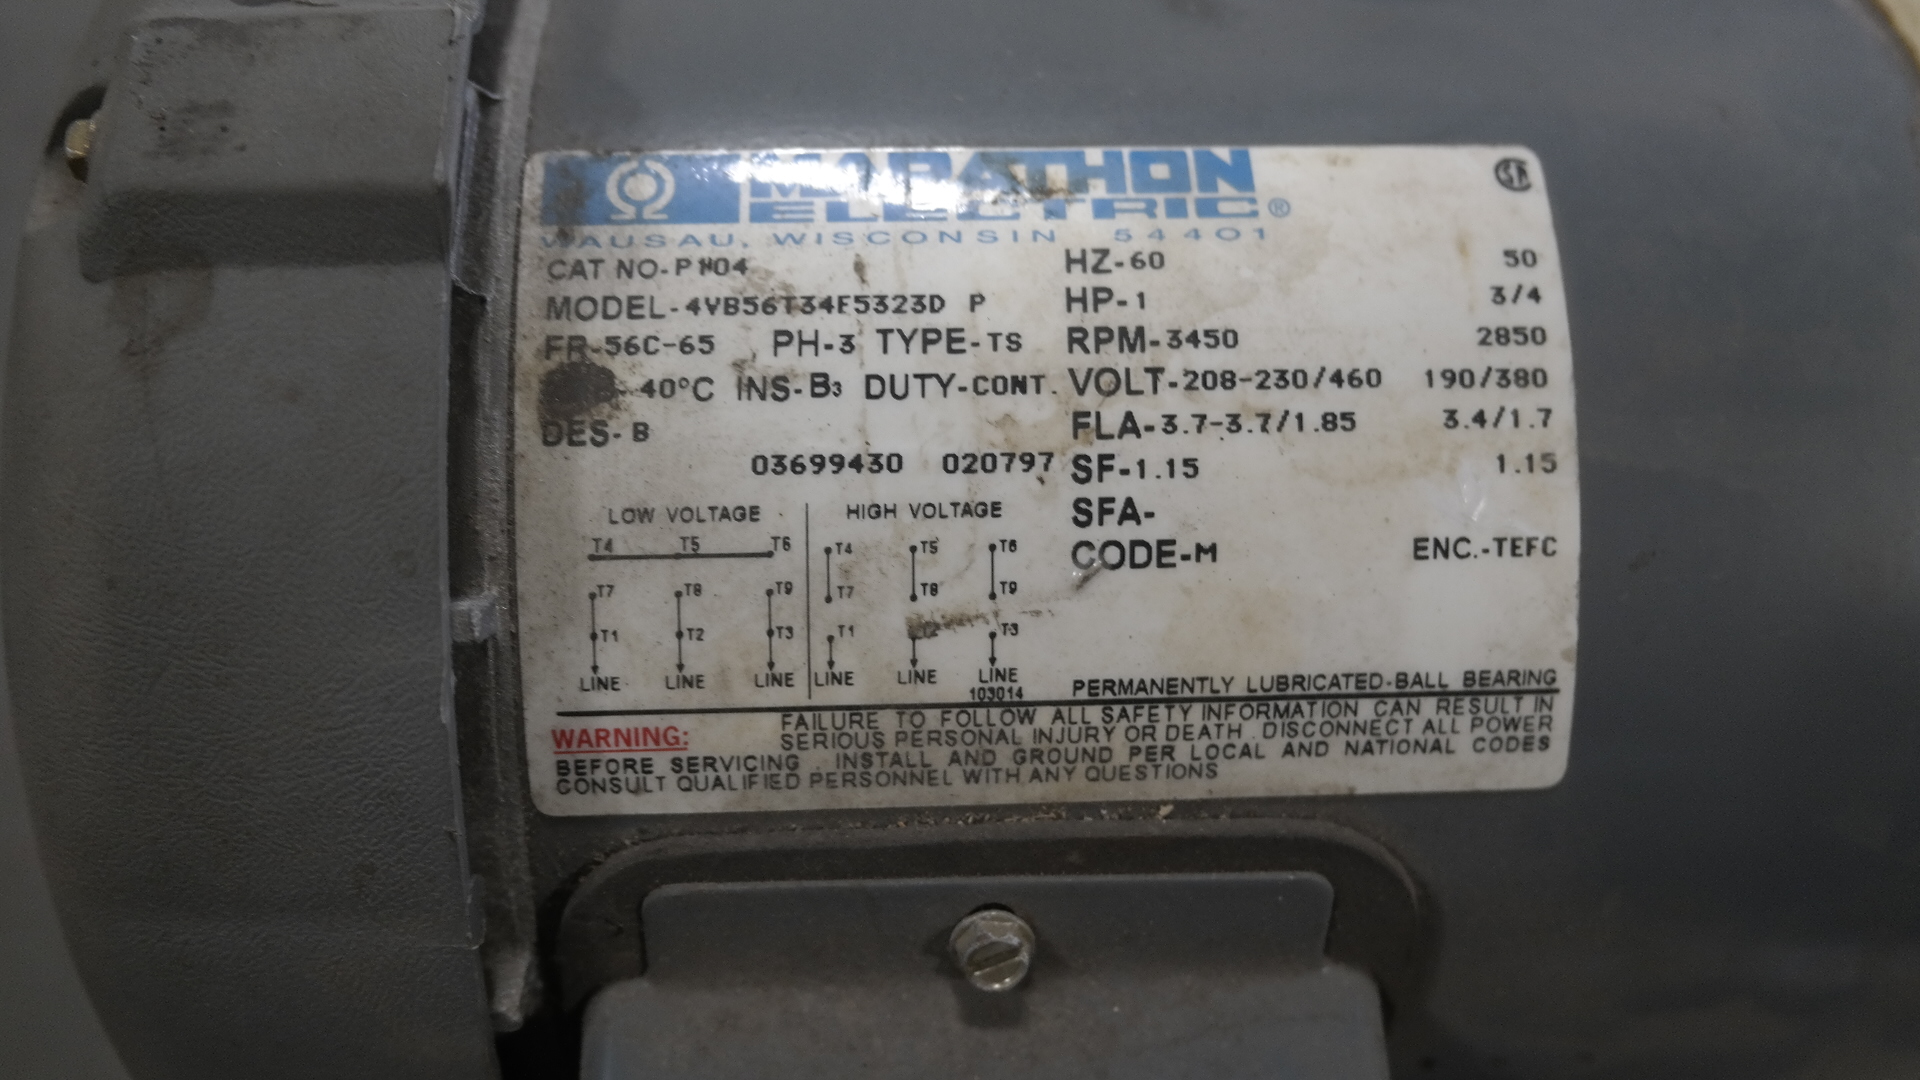 MARATHON
ELECTRIC®
WAUSAU, WISCONSIN 54401
CAT NO-
MODEL-4VB56T34F5323D P
FR-56C-65 PH-3 TYPE-TS
40°C INS-B3 DUTY-CONT.
DES-B
03699430 020797
HZ-60 50
HP-1 3/4
RPM-3450 2850
VOLT-208-230/460 190/380
FLA-3.7-3.7/1.85 3.4/1.7
SF-1.15 1.15
SFA-
CODE-M ENC.-TEFC
LOW VOLTAGE
T4 T5 T6
T7 T8 T9
T1 T2 T3
LINE LINE LINE
HIGH VOLTAGE
T4 T5 T6
T7 T8 T9
T1 T3
LINE LINE LINE
103014
PERMANENTLY LUBRICATED-BALL BEARING
WARNING: FAILURE TO FOLLOW ALL SAFETY INFORMATION CAN RESULT IN
SERIOUS PERSONAL INJURY OR DEATH. DISCONNECT ALL POWER
BEFORE SERVICING. INSTALL AND GROUND PER LOCAL AND NATIONAL CODES
CONSULT QUALIFIED PERSONNEL WITH ANY QUESTIONS